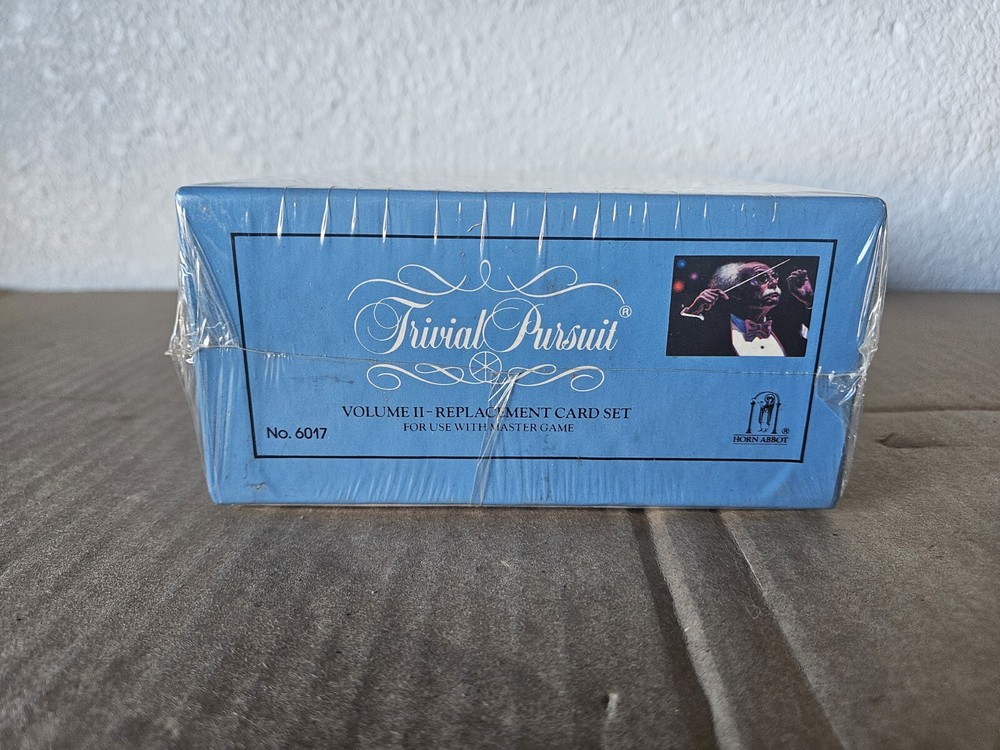 Trivial Pursuit®
VOLUME II-REPLACEMENT CARD SET
FOR USE WITH MASTER GAME
No. 6017
HORN ABBOT®